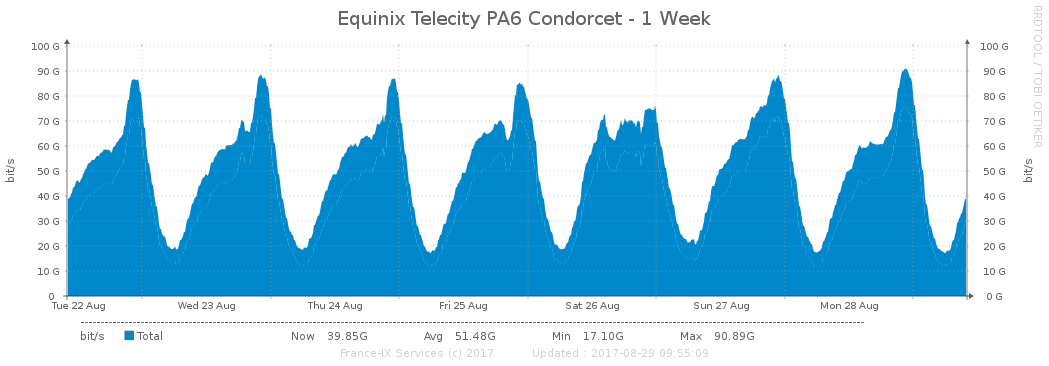 Equinix Telecity PA6 Condorcet - 1 Week
RRDTOOL / TOBI OETIKER
bit/s
bit/s
100 G 100 G
90 G 90 G
80 G 80 G
70 G 70 G
60 G 60 G
50 G 50 G
40 G 40 G
30 G 30 G
20 G 20 G
10 G 10 G
0 0 G
Tue 22 Aug Wed 23 Aug Thu 24 Aug Fri 25 Aug Sat 26 Aug Sun 27 Aug Mon 28 Aug
bit/s Total Now 39.85G Avg 51.48G Min 17.10G Max 90.89G
France-IX Services (c) 2017 Updated : 2017-08-29 09:55:09